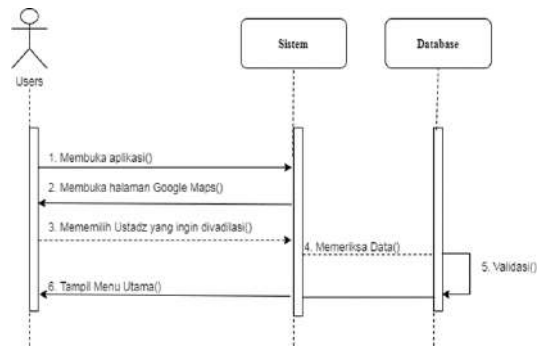 Sistem
Database
Users
1. Membuka aplikasi()
2. Membuka halaman Google Maps()
3. Mememilih Ustadz yang ingin divadilasi()
4. Memeriksa Data()
5. Validasi()
6. Tampil Menu Utama()